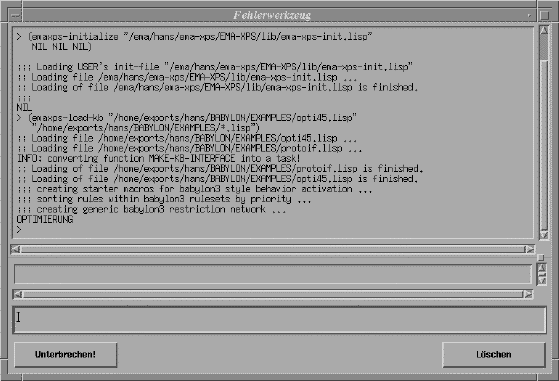 Fehlerwerkzeug
> (emaxps-initialize "/ema/hans/ema-xps/EMA-XPS/lib/ema-xps-init.lisp"
NIL NIL NIL)
;;; Loading USER's init-file "/ema/hans/ema-xps/EMA-XPS/lib/ema-xps-init.lisp"
;; Loading file /ema/hans/ema-xps/EMA-XPS/lib/ema-xps-init.lisp ...
;; Loading of file /ema/hans/ema-xps/EMA-XPS/lib/ema-xps-init.lisp is finished.
;;;
NIL
> (emaxps-load-kb "/home/exports/hans/BABYLON/EXAMPLES/opti45.lisp"
"/home/exports/hans/BABYLON/EXAMPLES/*.lisp")
;; Loading file /home/exports/hans/BABYLON/EXAMPLES/opti45.lisp ...
;; Loading file /home/exports/hans/BABYLON/EXAMPLES/protoif.lisp ...
INFO: converting function MAKE-KB-INTERFACE into a task!
;; Loading of file /home/exports/hans/BABYLON/EXAMPLES/protoif.lisp is finished.
;; Loading of file /home/exports/hans/BABYLON/EXAMPLES/opti45.lisp is finished.
;;; creating starter macros for babylon3 style behavior activation ...
;;; sorting rules within babylon3 rulesets by priority ...
;;; creating generic babylon3 restriction network ...
OPTIMIERUNG
>
Unterbrechen!
Löschen